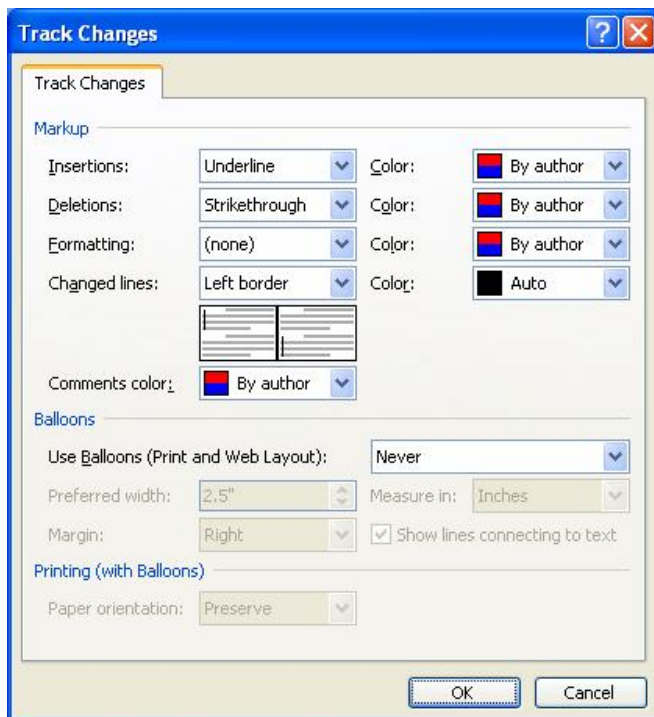 Track Changes
Track Changes
Markup
Insertions: Underline Color: By author
Deletions: Strikethrough Color: By author
Formatting: (none) Color: By author
Changed lines: Left border Color: Auto
Comments color: By author
Balloons
Use Balloons (Print and Web Layout): Never
Preferred width: 2.5" Measure in: Inches
Margin: Right Show lines connecting to text
Printing (with Balloons)
Paper orientation: Preserve
OK Cancel